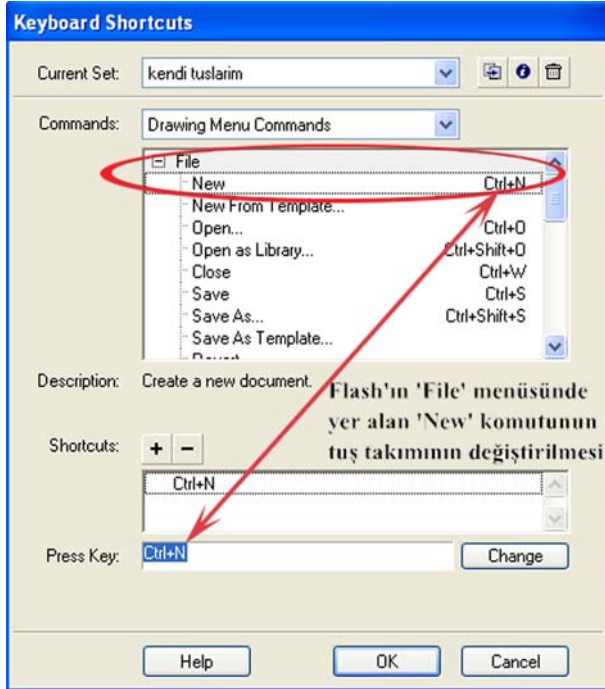 Keyboard Shortcuts
Current Set: kendi tuslarim
Commands: Drawing Menu Commands
File
New Ctrl+N
New From Template...
Open... Ctrl+O
Open as Library... Ctrl+Shift+O
Close Ctrl+W
Save Ctrl+S
Save As... Ctrl+Shift+S
Save As Template...
Description: Create a new document.
Flash'ın 'File' menüsünde
yer alan 'New' komutunun
tuş takımının değiştirilmesi
Shortcuts: + −
Ctrl+N
Press Key: Ctrl+N Change
Help OK Cancel